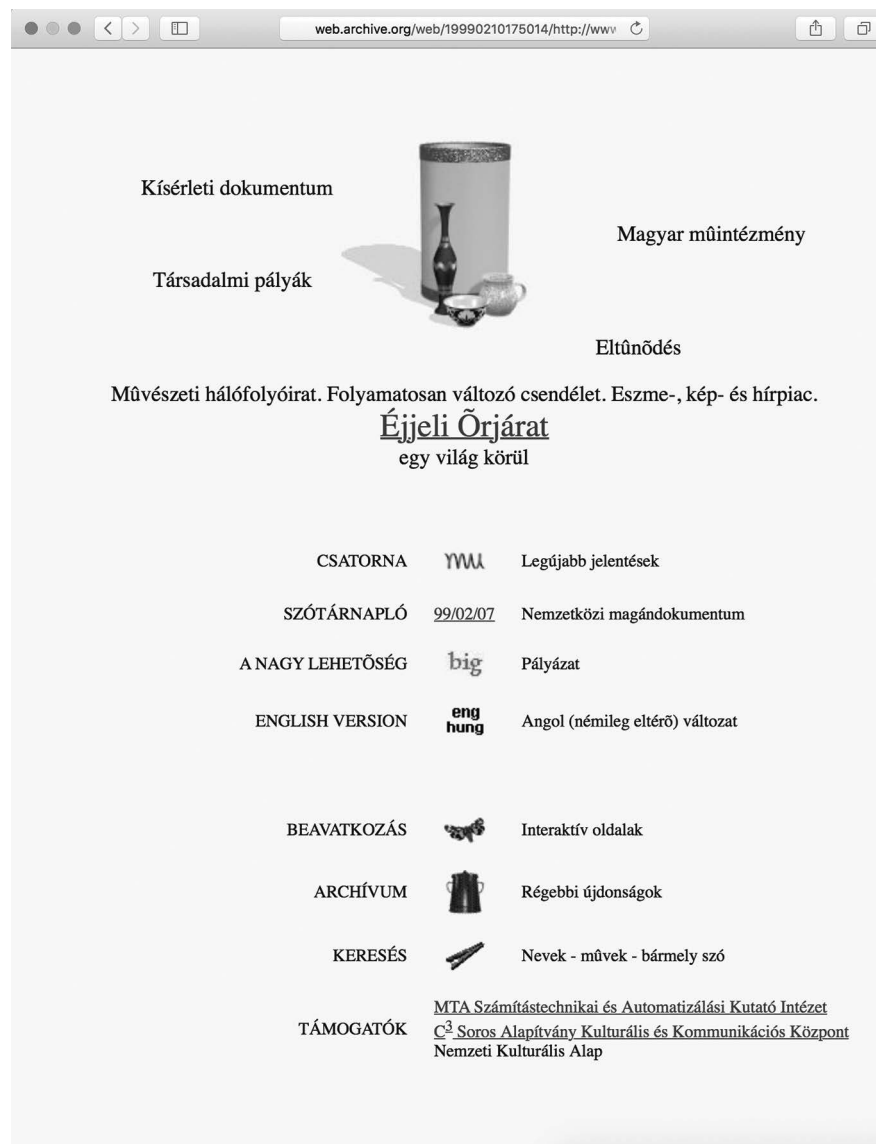 web.archive.org/web/19990210175014/http://www
Kísérleti dokumentum
Magyar mûintézmény
Társadalmi pályák
Eltûnõdés
Mûvészeti hálófolyóirat. Folyamatosan változó csendélet. Eszme-, kép- és hírpiac.
Éjjeli Õrjárat
egy világ körül
CSATORNA mu Legújabb jelentések
SZÓTÁRNAPLÓ 99/02/07 Nemzetközi magándokumentum
A NAGY LEHETÕSÉG big Pályázat
ENGLISH VERSION eng hung Angol (némileg eltérõ) változat
BEAVATKOZÁS Interaktív oldalak
ARCHÍVUM Régebbi újdonságok
KERESÉS Nevek - mûvek - bármely szó
MTA Számítástechnikai és Automatizálási Kutató Intézet
TÁMOGATÓK C3 Soros Alapítvány Kulturális és Kommunikációs Központ
Nemzeti Kulturális Alap